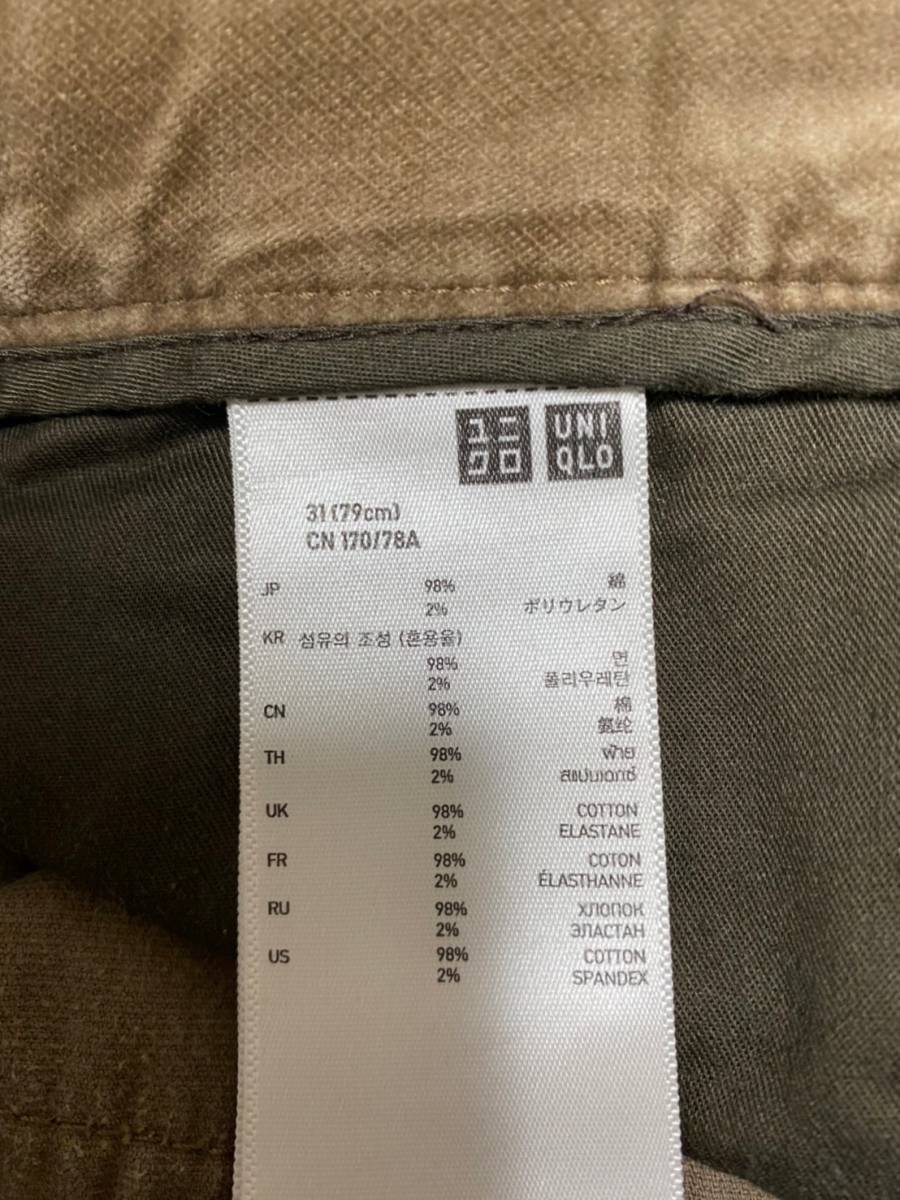 ユニ
クロ
UNI
QLO
31 (79cm)
CN 170/78A
JP 98% 綿
2% ポリウレタン
KR 섬유의 조성 (혼용율)
98% 면
2% 폴리우레탄
CN 98% 棉
2% 氨纶
TH 98% ฝ้าย
2% สแปนเดกซ์
UK 98% COTTON
2% ELASTANE
FR 98% COTON
2% ÉLASTHANNE
RU 98% ХЛОПОК
2% ЭЛАСТАН
US 98% COTTON
2% SPANDEX